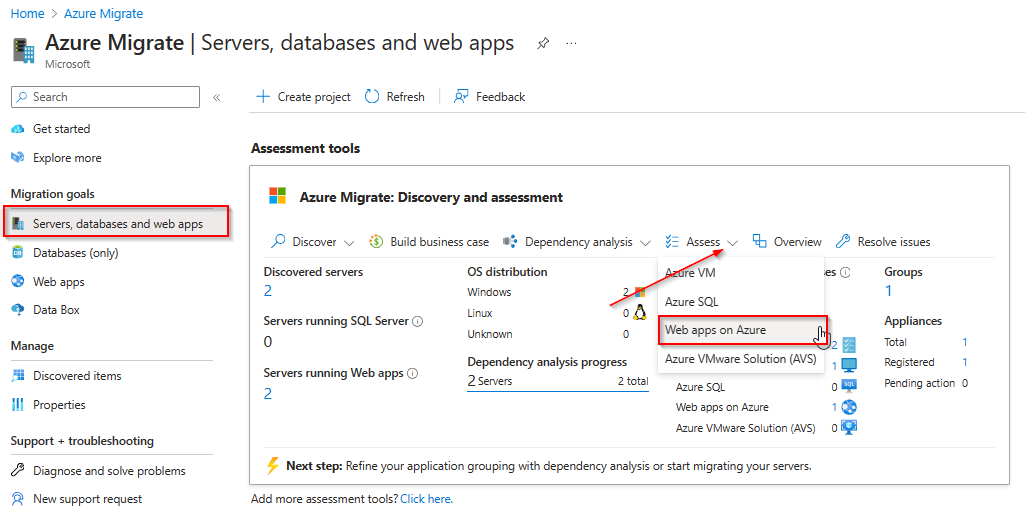 Home > Azure Migrate
Azure Migrate | Servers, databases and web apps ...
Microsoft
Search «
Get started
Explore more
Migration goals
Servers, databases and web apps
Databases (only)
Web apps
Data Box
Manage
Discovered items
Properties
Support + troubleshooting
Diagnose and solve problems
New support request
+ Create project Refresh Feedback
Assessment tools
Azure Migrate: Discovery and assessment
Discover Build business case Dependency analysis Assess Overview Resolve issues
Discovered servers
2
Servers running SQL Server
0
Servers running Web apps
2
OS distribution
Windows 2
Linux 0
Unknown 0
Dependency analysis progress
2 Servers 2 total
Azure VM
Azure SQL
Web apps on Azure
Azure VMware Solution (AVS)
2
1
Azure SQL 0
Web apps on Azure 1
Azure VMware Solution (AVS) 0
Groups
1
Appliances
Total 1
Registered 1
Pending action 0
Next step: Refine your application grouping with dependency analysis or start migrating your servers.
Add more assessment tools? Click here.